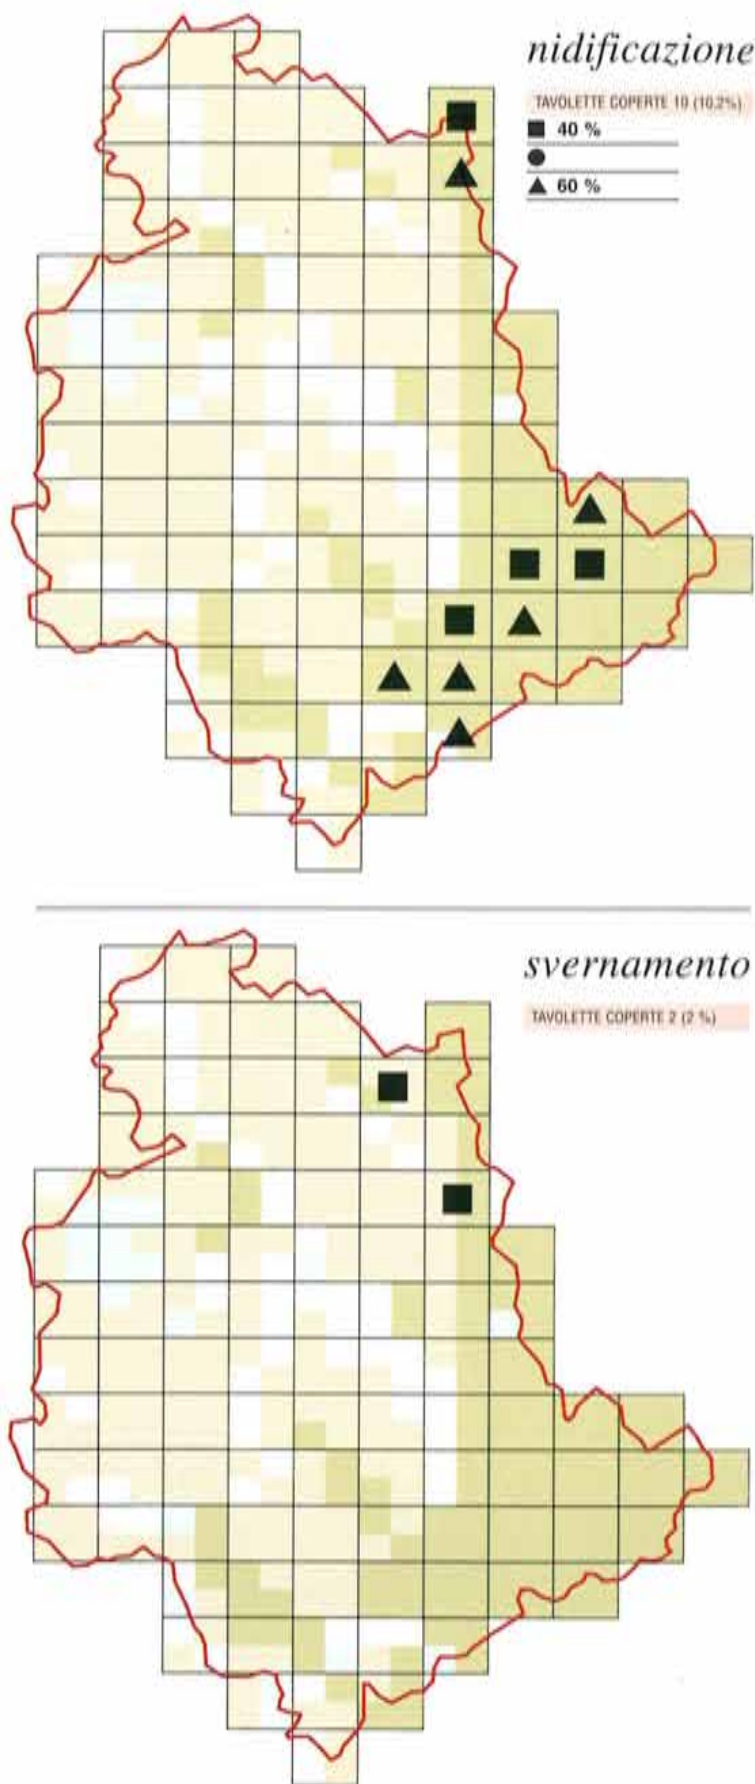 nidificazione
TAVOLETTE COPERTE 10 (10,2%)
40 %
60 %
svernamento
TAVOLETTE COPERTE 2 (2 %)